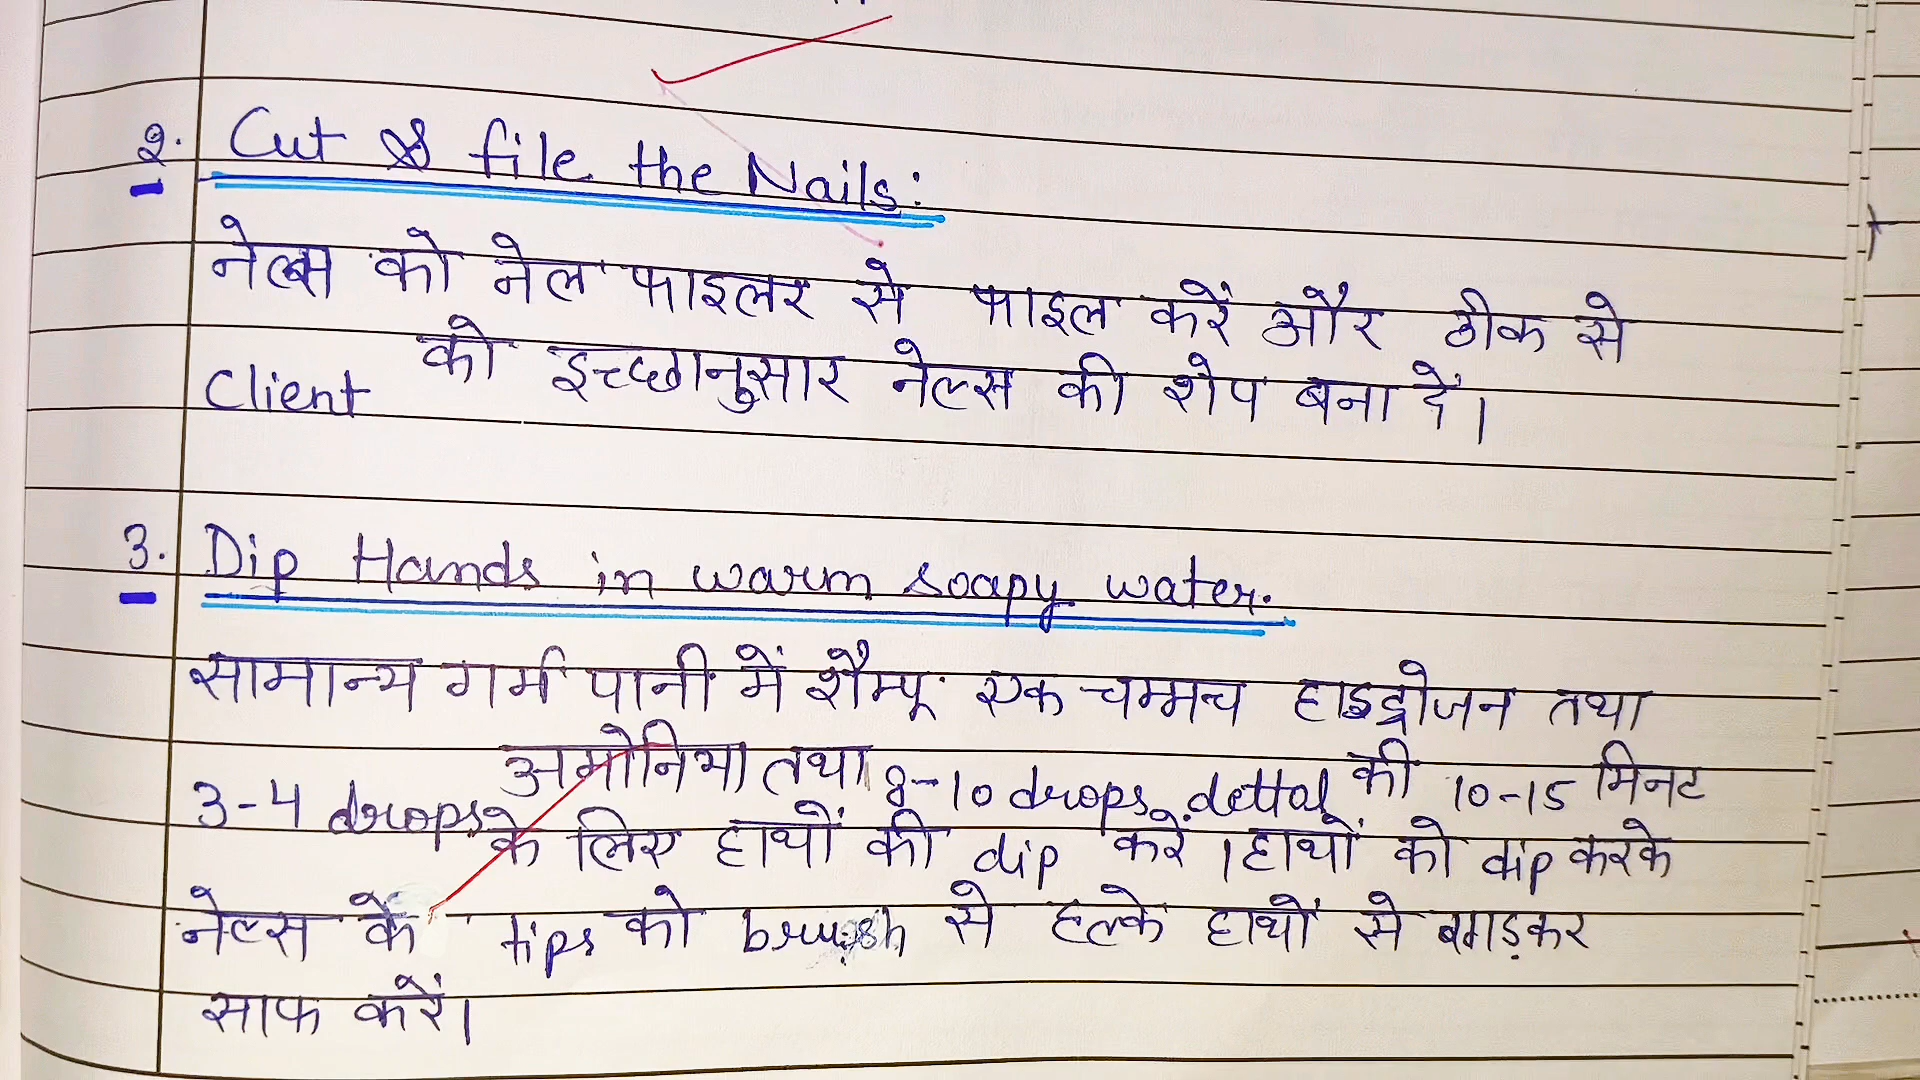 2. Cut & file the Nails:
नेल्स को नेल फाइलर से फाइल करें और ठीक से
Client को इच्छानुसार नेल्स की शेप बना दें।
3. Dip Hands in warm soapy water.
सामान्य गर्म पानी में शैम्पू एक चम्मच हाइड्रोजन तथा
3-4 drops अमोनिया तथा 8-10 drops dettol की 10-15 मिनट
के लिए हाथों की dip करें। हाथों को dip करके
नेल्स के tips को brush से हल्के हाथों से रगड़कर
साफ करें।